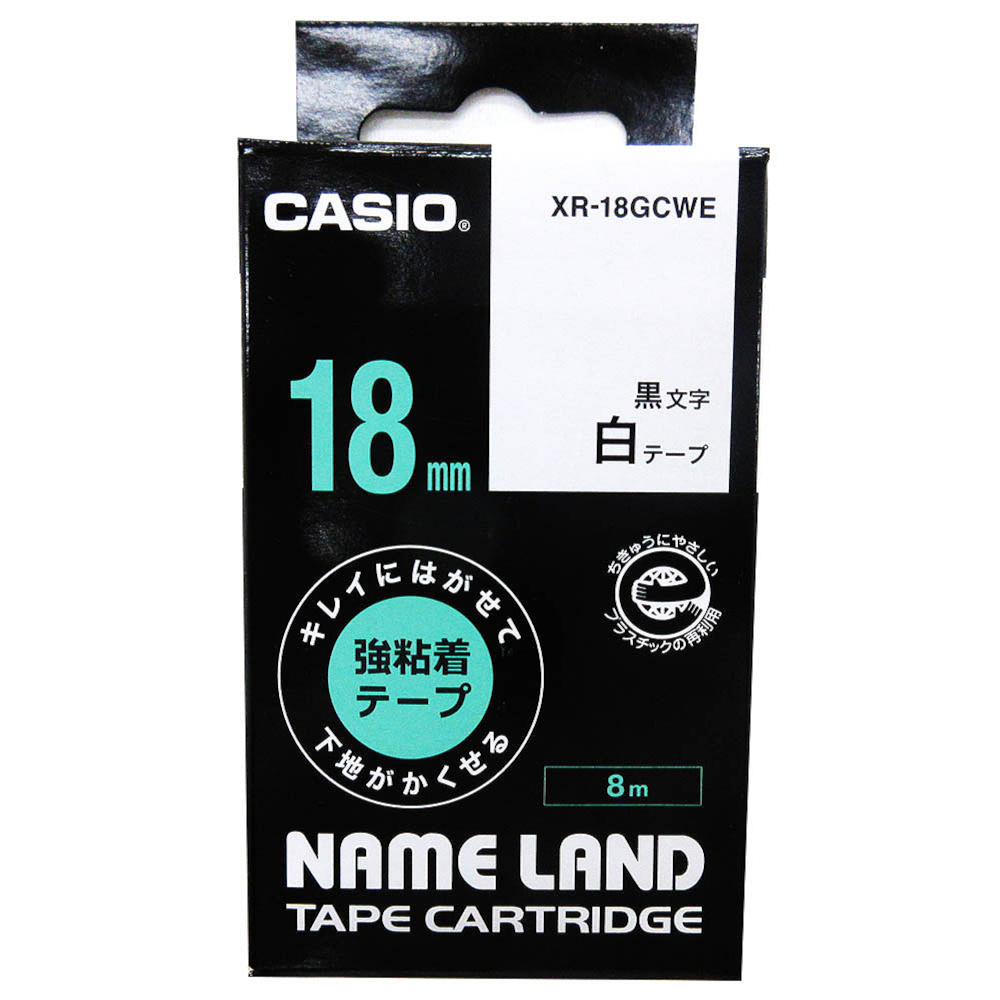 CASIO®
XR-18GCWE
18mm
黒文字
白テープ
ちきゅうにやさしい
プラスチックの再利用
キレイにはがせて
強粘着
テープ
下地がかくせる
8m
NAME LAND
TAPE CARTRIDGE